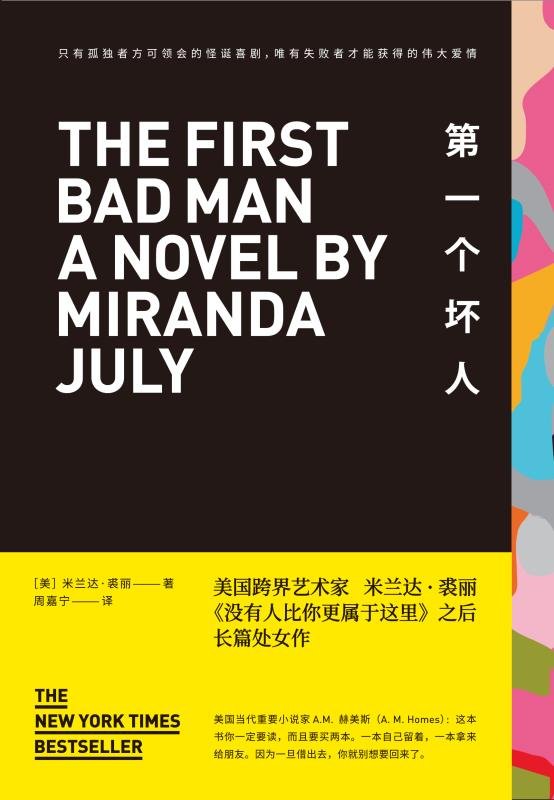 只有孤独者方可领会的怪诞喜剧，唯有失败者才能获得的伟大爱情
THE FIRST
BAD MAN
A NOVEL BY
MIRANDA
JULY
第一个坏人
[美] 米兰达·裘丽——著
周嘉宁——译
美国跨界艺术家 米兰达·裘丽
《没有人比你更属于这里》之后
长篇处女作
THE
NEW YORK TIMES
BESTSELLER
美国当代重要小说家 A.M. 赫美斯（A. M. Homes）：这本
书你一定要读，而且要买两本。一本自己留着，一本拿来
给朋友。因为一旦借出去，你就别想要回来了。